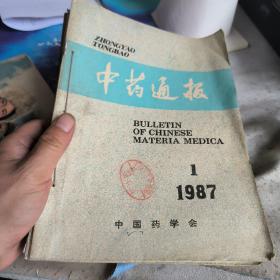 ZHONGYAO
TONGBAO
中药通报
BULLETIN
OF CHINESE
MATERIA MEDICA
1
1987
中国药学会